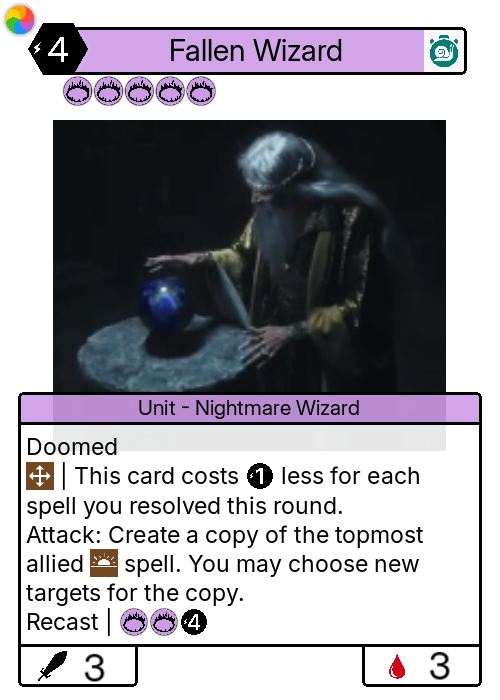 4 Fallen Wizard
Unit - Nightmare Wizard
Doomed
| This card costs 1 less for each
spell you resolved this round.
Attack: Create a copy of the topmost
allied spell. You may choose new
targets for the copy.
Recast | 4
3 3